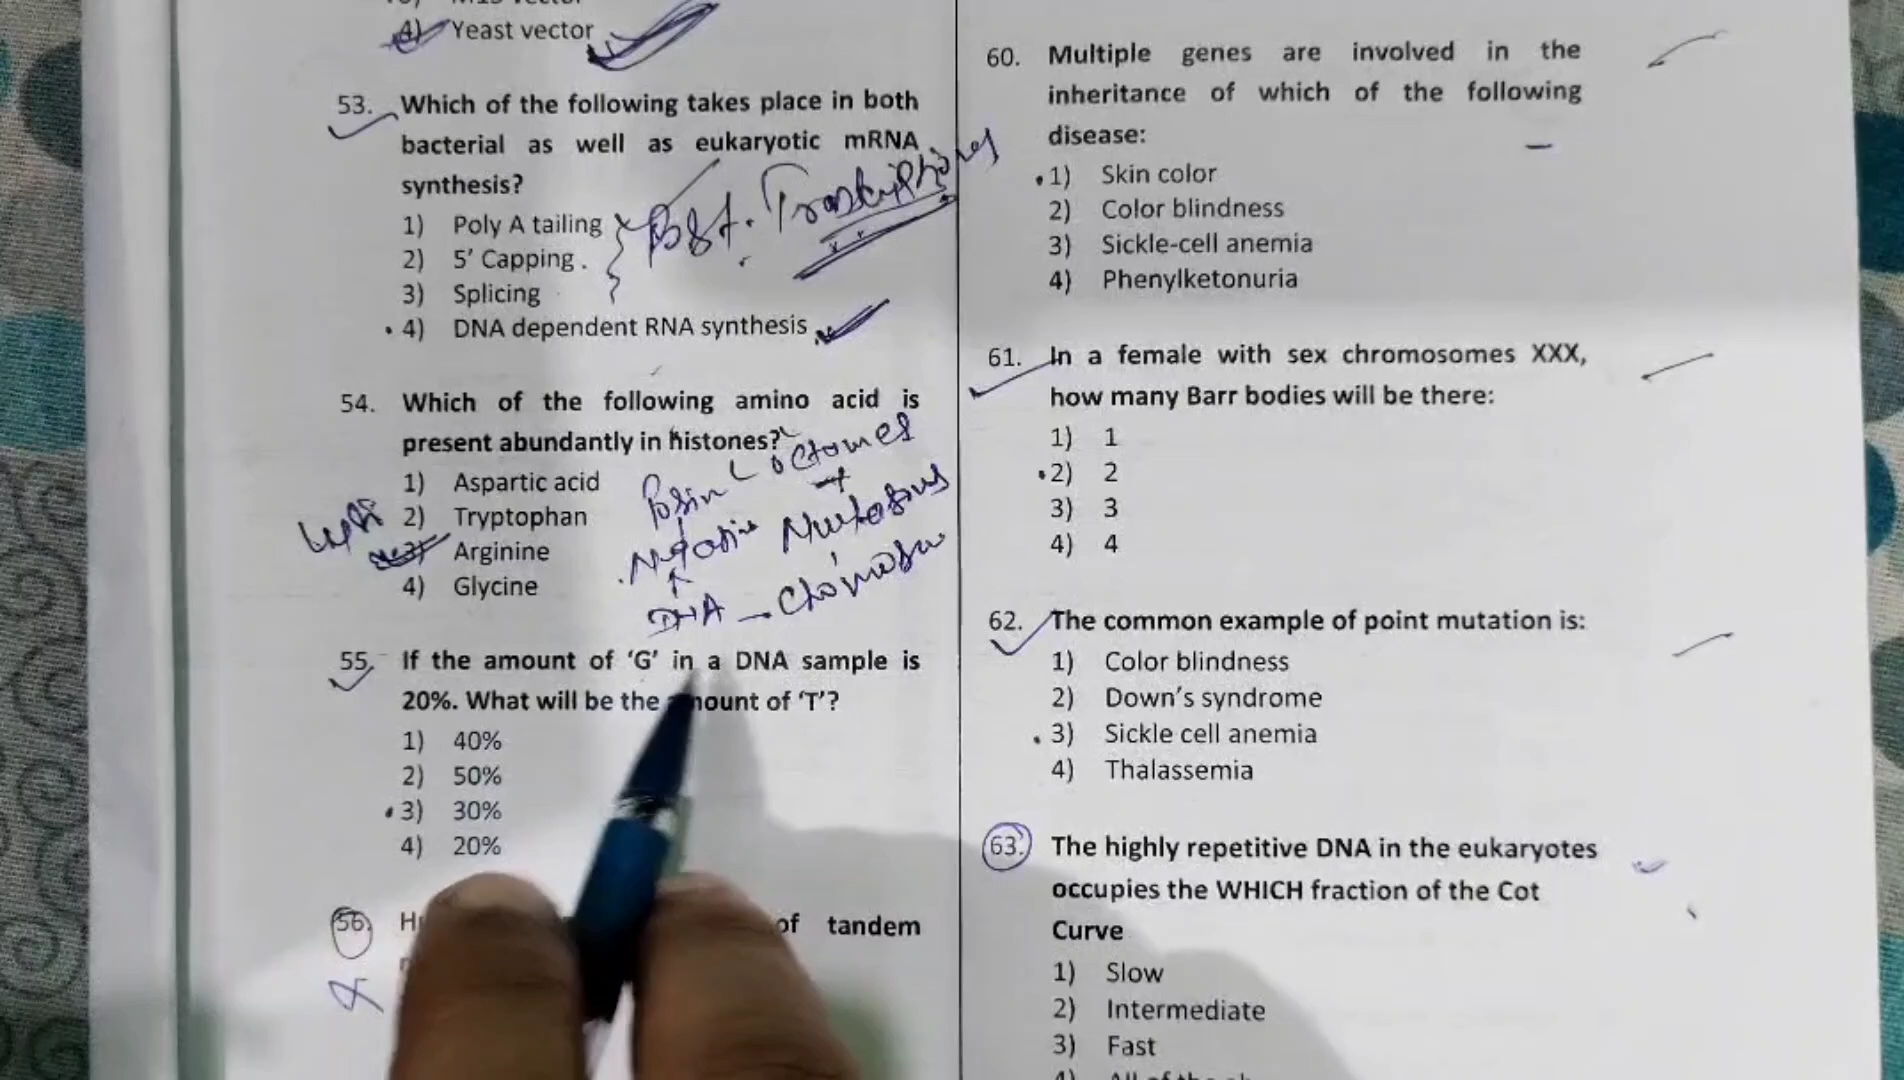 4) Yeast vector
53. Which of the following takes place in both
bacterial as well as eukaryotic mRNA
synthesis?
1) Poly A tailing
2) 5' Capping.
3) Splicing
4) DNA dependent RNA synthesis
54. Which of the following amino acid is
present abundantly in histones?
octomer
1) Aspartic acid
2) Tryptophan
3) Arginine
4) Glycine
DNA
55. If the amount of 'G' in a DNA sample is
20%. What will be the amount of 'T'?
1) 40%
2) 50%
3) 30%
4) 20%
56. of tandem
60. Multiple genes are involved in the
inheritance of which of the following
disease:
1) Skin color
2) Color blindness
3) Sickle-cell anemia
4) Phenylketonuria
61. In a female with sex chromosomes XXX,
how many Barr bodies will be there:
1) 1
2) 2
3) 3
4) 4
62. The common example of point mutation is:
1) Color blindness
2) Down's syndrome
3) Sickle cell anemia
4) Thalassemia
63. The highly repetitive DNA in the eukaryotes
occupies the WHICH fraction of the Cot
Curve
1) Slow
2) Intermediate
3) Fast